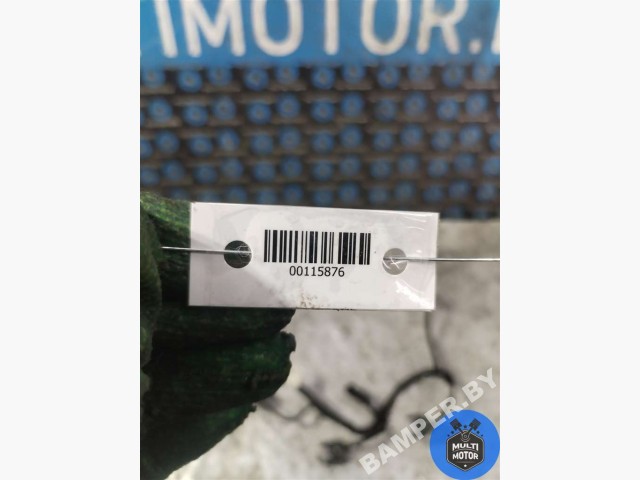 IMOTOR.
00115876
BAMPER.BY
MULTI
MOTOR